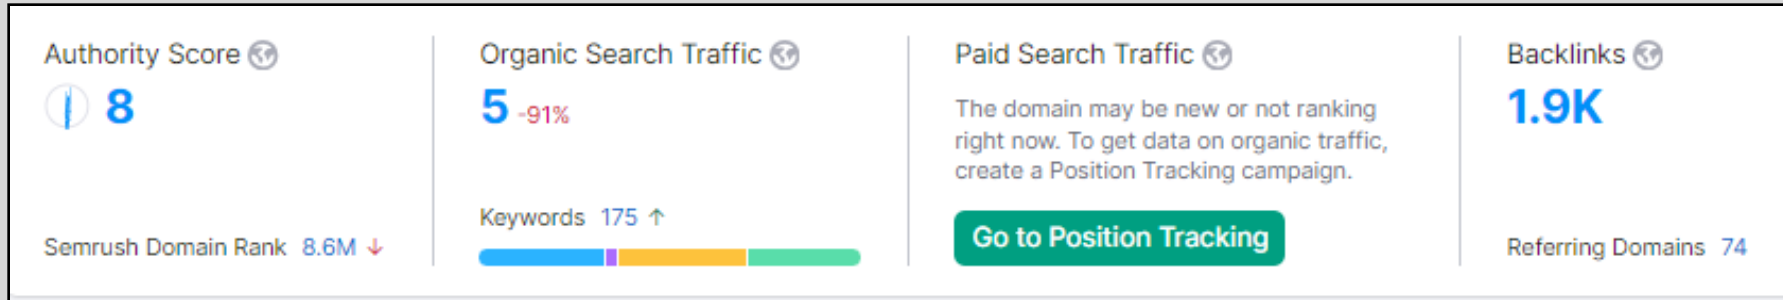 Authority Score
8
Semrush Domain Rank 8.6M ↓
Organic Search Traffic
5 -91%
Keywords 175 ↑
Paid Search Traffic
The domain may be new or not ranking
right now. To get data on organic traffic,
create a Position Tracking campaign.
Go to Position Tracking
Backlinks
1.9K
Referring Domains 74